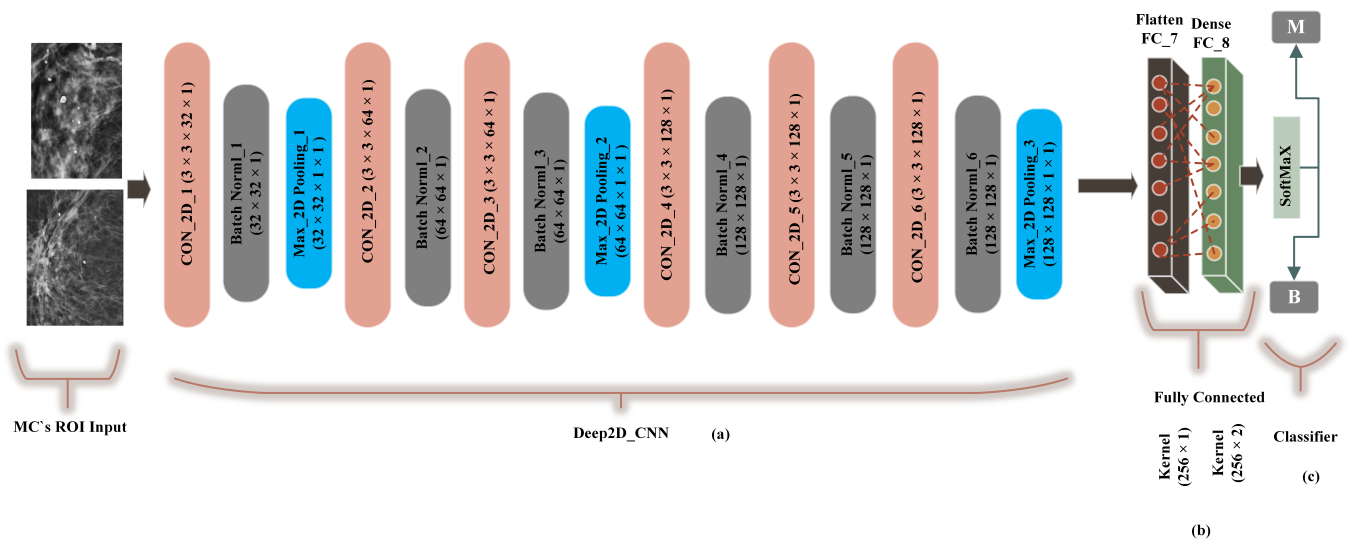 CON_2D_1 (3 × 3 × 32 × 1)
Batch Norml_1
(32 × 32 × 1)
Max_2D Pooling_1
(32 × 32 × 1 × 1)
CON_2D_2 (3 × 3 × 64 × 1)
Batch Norml_2
(64 × 64 × 1)
CON_2D_3 (3 × 3 × 64 × 1)
Batch Norml_3
(64 × 64 × 1)
Max_2D Pooling_2
(64 × 64 × 1 × 1)
CON_2D_4 (3 × 3 × 128 × 1)
Batch Norml_4
(128 × 128 × 1)
CON_2D_5 (3 × 3 × 128 × 1)
Batch Norml_5
(128 × 128 × 1)
CON_2D_6 (3 × 3 × 128 × 1)
Batch Norml_6
(128 × 128 × 1)
Max_2D Pooling_3
(128 × 128 × 1 × 1)
Flatten
FC_7
Dense
FC_8
SoftMaX
M
B
MC`s ROI Input
Deep2D_CNN (a)
Fully Connected
Kernel
(256 × 1)
Kernel
(256 × 2)
(b)
Classifier
(c)